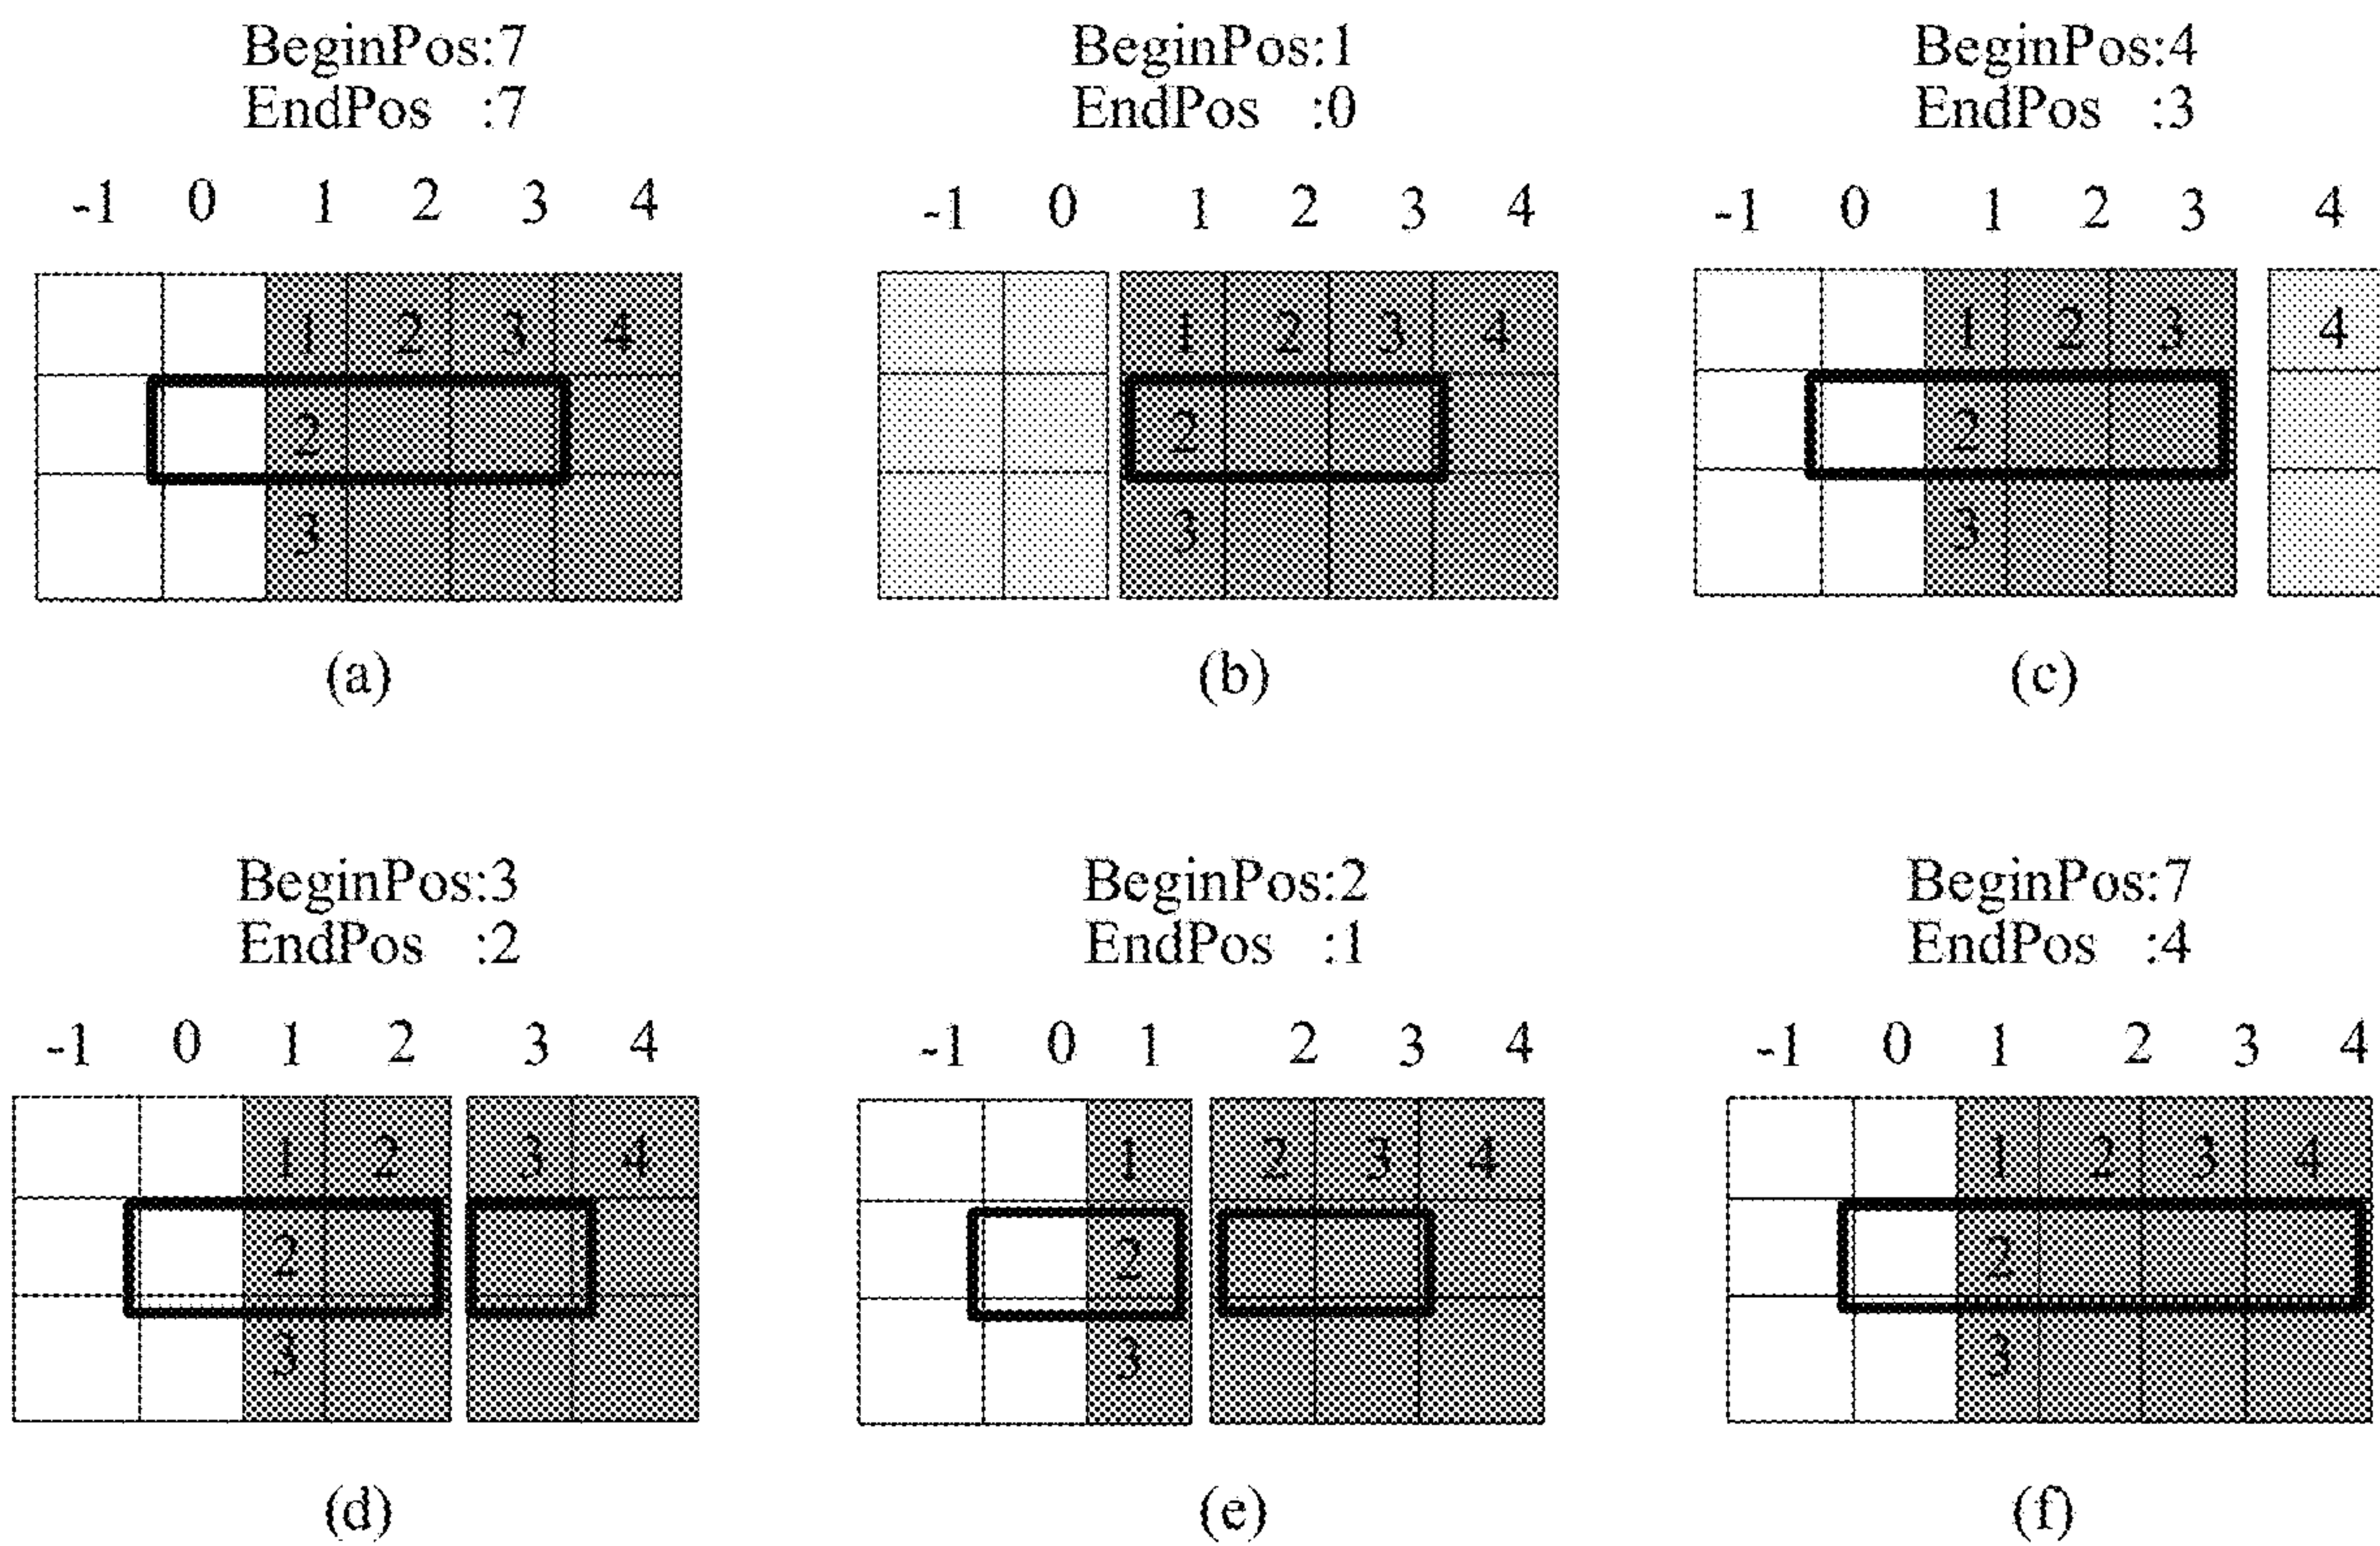 BeginPos:7
EndPos :7
-1 0 1 2 3 4
1 2 3 4
2
3
(a)
BeginPos:1
EndPos :0
-1 0 1 2 3 4
1 2 3 4
2
3
(b)
BeginPos:4
EndPos :3
-1 0 1 2 3 4
1 2 3 4
2
3
(c)
BeginPos:3
EndPos :2
-1 0 1 2 3 4
1 2 3 4
2
3
(d)
BeginPos:2
EndPos :1
-1 0 1 2 3 4
1 2 3 4
2
3
(e)
BeginPos:7
EndPos :4
-1 0 1 2 3 4
1 2 3 4
2
3
(f)